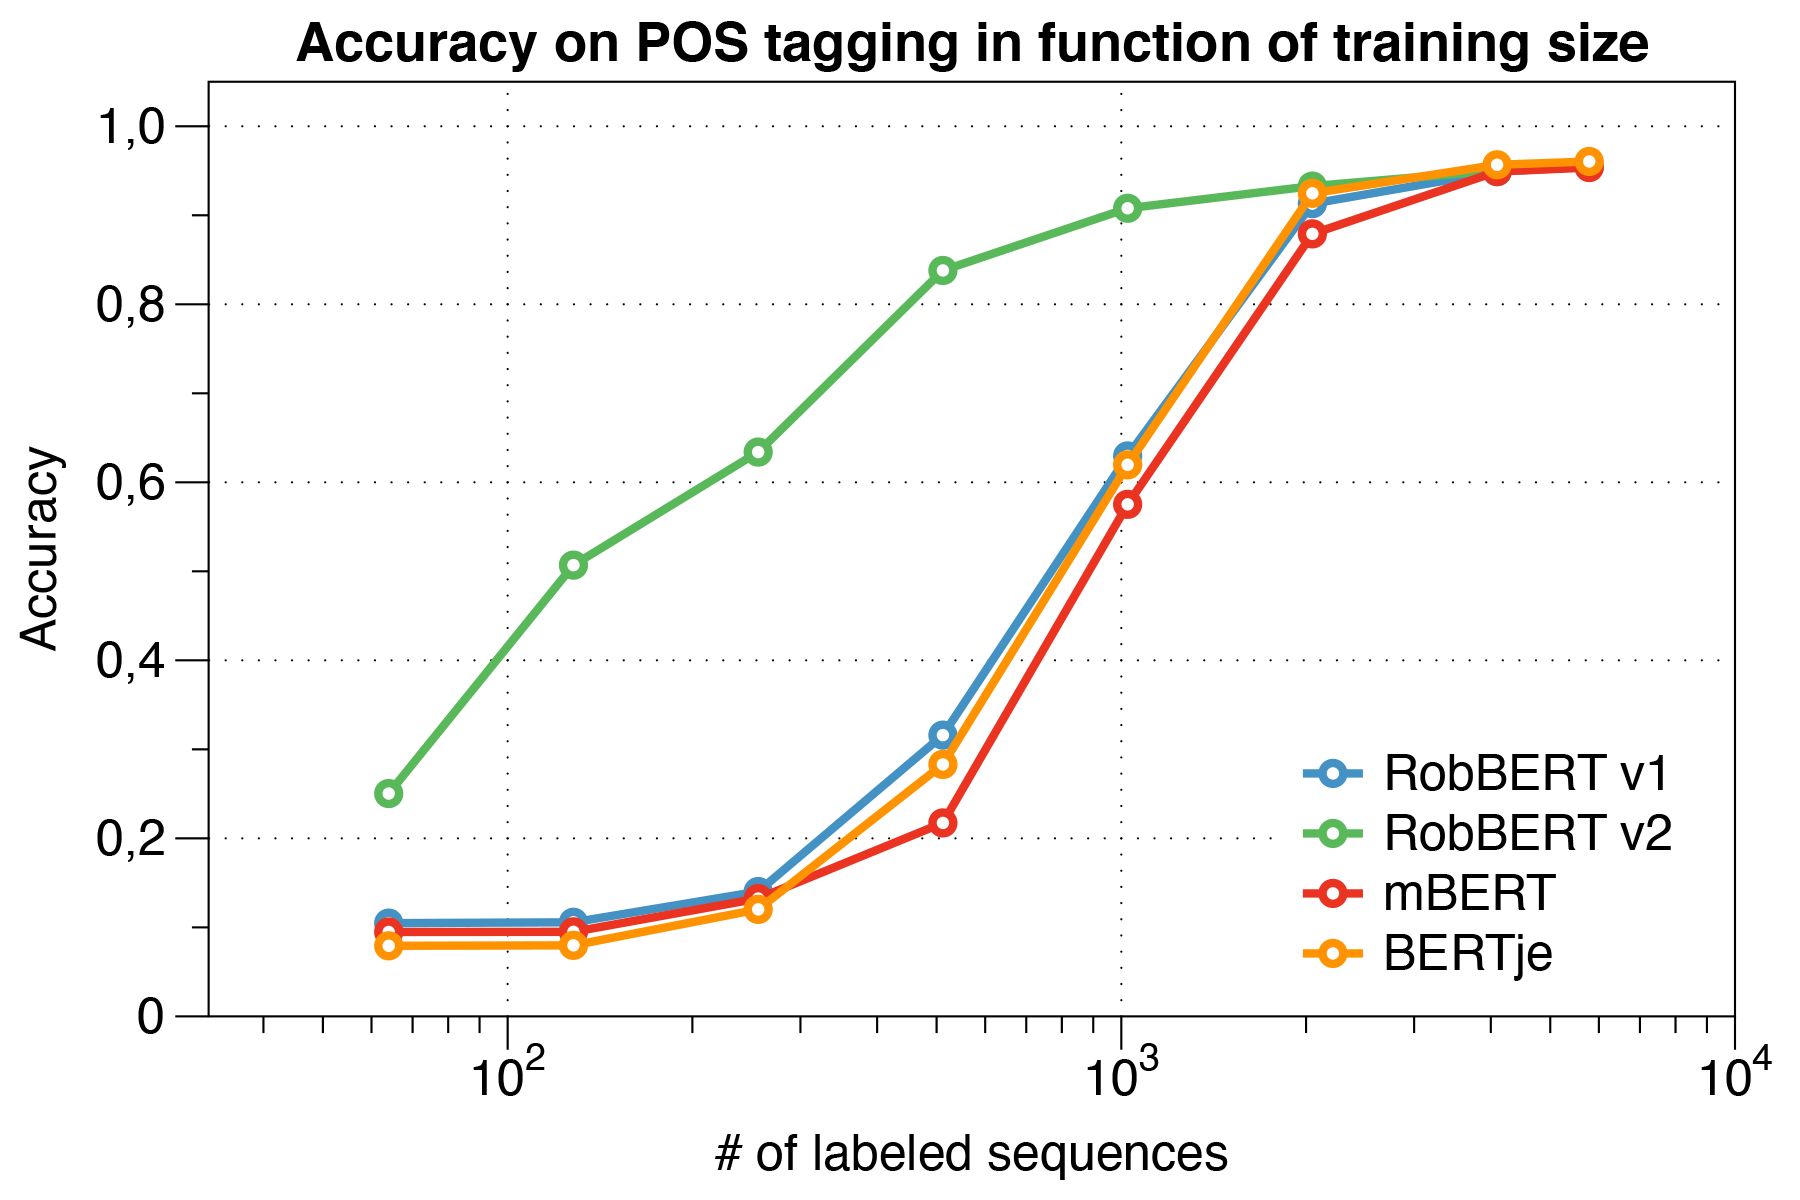 Accuracy on POS tagging in function of training size
1,0
0,8
0,6
0,4
0,2
0
Accuracy
10² 10³ 10⁴
# of labeled sequences
RobBERT v1
RobBERT v2
mBERT
BERTje